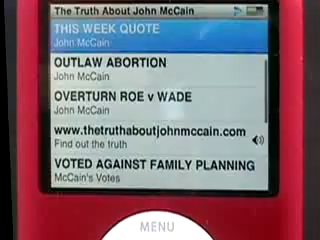 The Truth About John McCain
THIS WEEK QUOTE
John McCain
OUTLAW ABORTION
John McCain
OVERTURN ROE v WADE
John McCain
www.thetruthaboutjohnmccain.com
Find out the truth
VOTED AGAINST FAMILY PLANNING
McCain's Votes
MENU